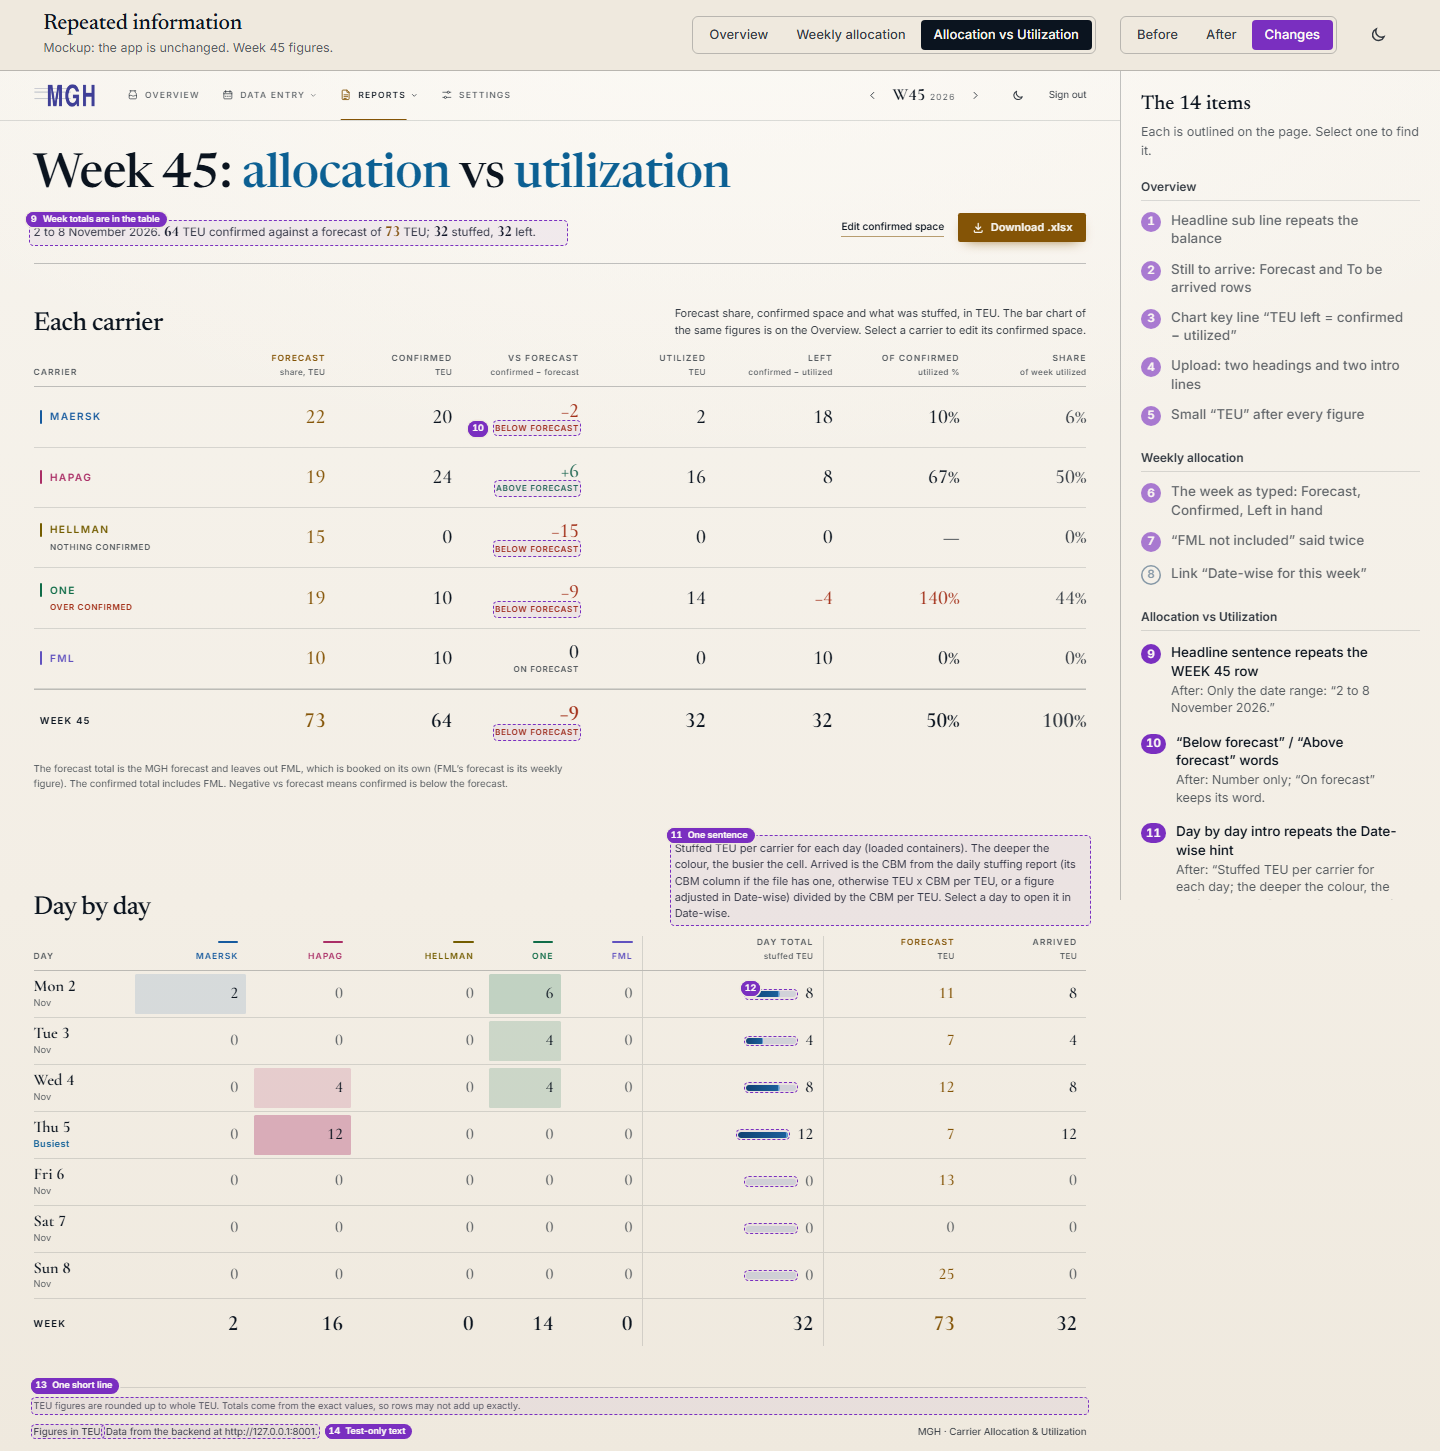 Repeated information
Mockup: the app is unchanged. Week 45 figures.
Overview Weekly allocation Allocation vs Utilization Before After Changes
MGH OVERVIEW DATA ENTRY REPORTS SETTINGS W45 2026 Sign out
Week 45: allocation vs utilization
9 Week totals are in the table
2 to 8 November 2026. 64 TEU confirmed against a forecast of 73 TEU; 32 stuffed, 32 left.
Edit confirmed space Download .xlsx
Each carrier
Forecast share, confirmed space and what was stuffed, in TEU. The bar chart of
the same figures is on the Overview. Select a carrier to edit its confirmed space.
FORECAST CONFIRMED VS FORECAST UTILIZED LEFT OF CONFIRMED SHARE
CARRIER share, TEU TEU confirmed − forecast TEU confirmed − utilized utilized % of week utilized
MAERSK 22 20 −2 2 18 10% 6%
10 BELOW FORECAST
HAPAG 19 24 +6 16 8 67% 50%
ABOVE FORECAST
HELLMAN 15 0 −15 0 0 — 0%
NOTHING CONFIRMED BELOW FORECAST
ONE 19 10 −9 14 −4 140% 44%
OVER CONFIRMED BELOW FORECAST
FML 10 10 0 0 10 0% 0%
ON FORECAST
WEEK 45 73 64 −9 32 32 50% 100%
BELOW FORECAST
The forecast total is the MGH forecast and leaves out FML, which is booked on its own (FML's forecast is its weekly
figure). The confirmed total includes FML. Negative vs forecast means confirmed is below the forecast.
11 One sentence
Stuffed TEU per carrier for each day (loaded containers). The deeper the
colour, the busier the cell. Arrived is the CBM from the daily stuffing report (its
CBM column if the file has one, otherwise TEU x CBM per TEU, or a figure
adjusted in Date-wise) divided by the CBM per TEU. Select a day to open it in
Date-wise.
Day by day
DAY TOTAL FORECAST ARRIVED
DAY MAERSK HAPAG HELLMAN ONE FML stuffed TEU TEU TEU
Mon 2 2 0 0 6 0 12 8 11 8
Nov
Tue 3 0 0 0 4 0 4 7 4
Nov
Wed 4 0 4 0 4 0 8 12 8
Nov
Thu 5 0 12 0 0 0 12 7 12
Busiest
Fri 6 0 0 0 0 0 0 13 0
Nov
Sat 7 0 0 0 0 0 0 0 0
Nov
Sun 8 0 0 0 0 0 0 25 0
Nov
WEEK 2 16 0 14 0 32 73 32
13 One short line
TEU figures are rounded up to whole TEU. Totals come from the exact values, so rows may not add up exactly.
Figures in TEU Data from the backend at http://127.0.0.1:8001. 14 Test-only text MGH · Carrier Allocation & Utilization
The 14 items
Each is outlined on the page. Select one to find
it.
Overview
1 Headline sub line repeats the
balance
2 Still to arrive: Forecast and To be
arrived rows
3 Chart key line “TEU left = confirmed
− utilized”
4 Upload: two headings and two intro
lines
5 Small “TEU” after every figure
Weekly allocation
6 The week as typed: Forecast,
Confirmed, Left in hand
7 “FML not included” said twice
8 Link “Date-wise for this week”
Allocation vs Utilization
9 Headline sentence repeats the
WEEK 45 row
After: Only the date range: “2 to 8
November 2026.”
10 “Below forecast” / “Above
forecast” words
After: Number only; “On forecast”
keeps its word.
11 Day by day intro repeats the Date-
wise hint
After: “Stuffed TEU per carrier for
each day; the deeper the colour, the